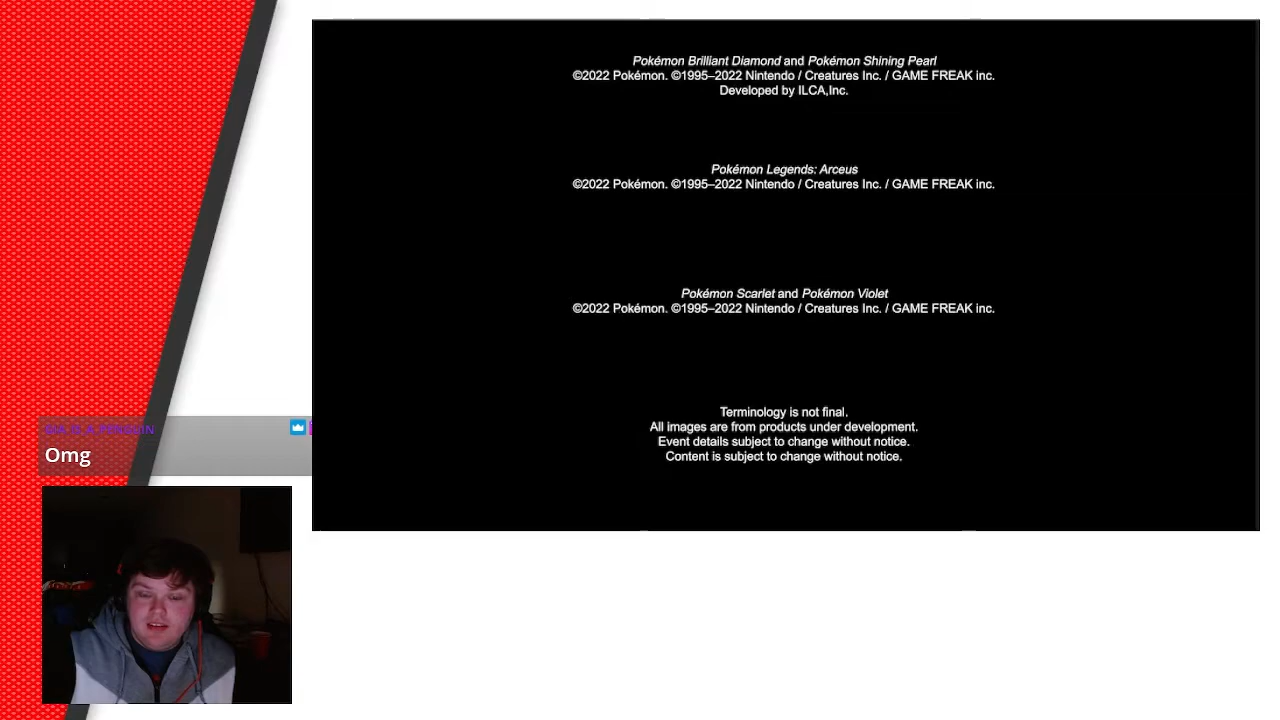 Pokémon Brilliant Diamond and Pokémon Shining Pearl
©2022 Pokémon. ©1995–2022 Nintendo / Creatures Inc. / GAME FREAK inc.
Developed by ILCA,Inc.
Pokémon Legends: Arceus
©2022 Pokémon. ©1995–2022 Nintendo / Creatures Inc. / GAME FREAK inc.
Pokémon Scarlet and Pokémon Violet
©2022 Pokémon. ©1995–2022 Nintendo / Creatures Inc. / GAME FREAK inc.
Terminology is not final.
All images are from products under development.
Event details subject to change without notice.
Content is subject to change without notice.
Omg